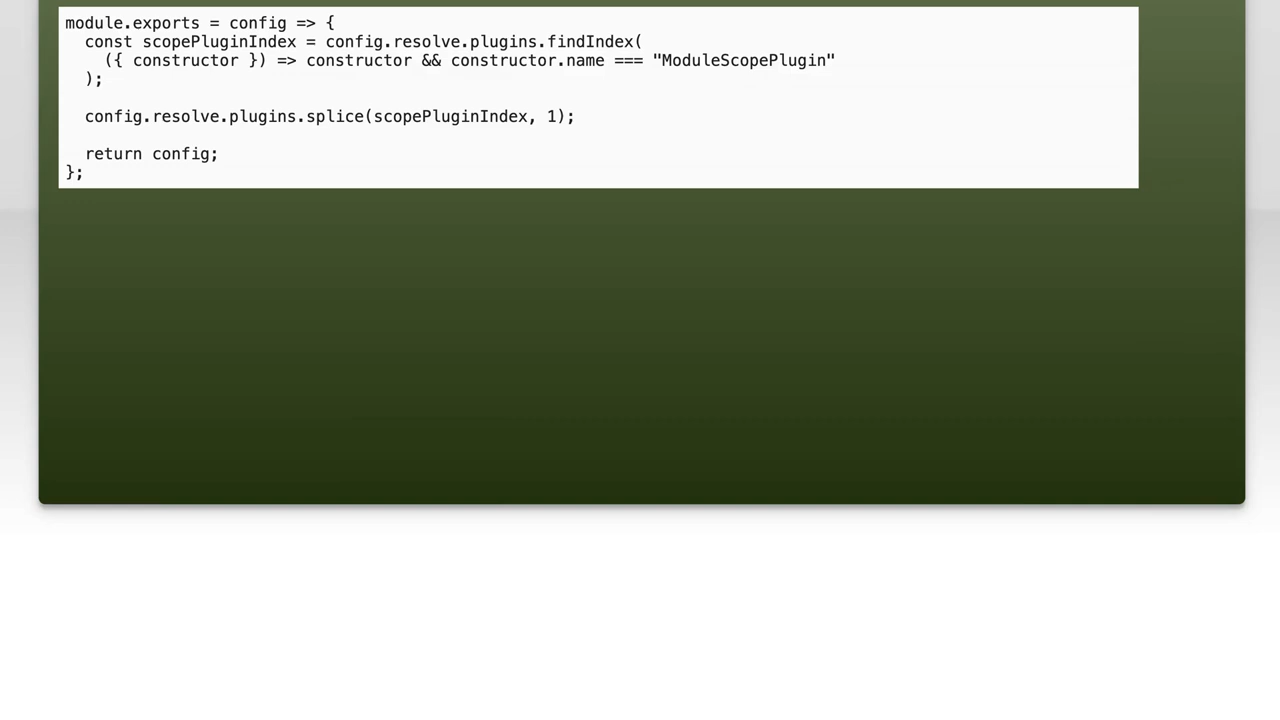 module.exports = config => {
  const scopePluginIndex = config.resolve.plugins.findIndex(
    ({ constructor }) => constructor && constructor.name === "ModuleScopePlugin"
  );

  config.resolve.plugins.splice(scopePluginIndex, 1);

  return config;
};